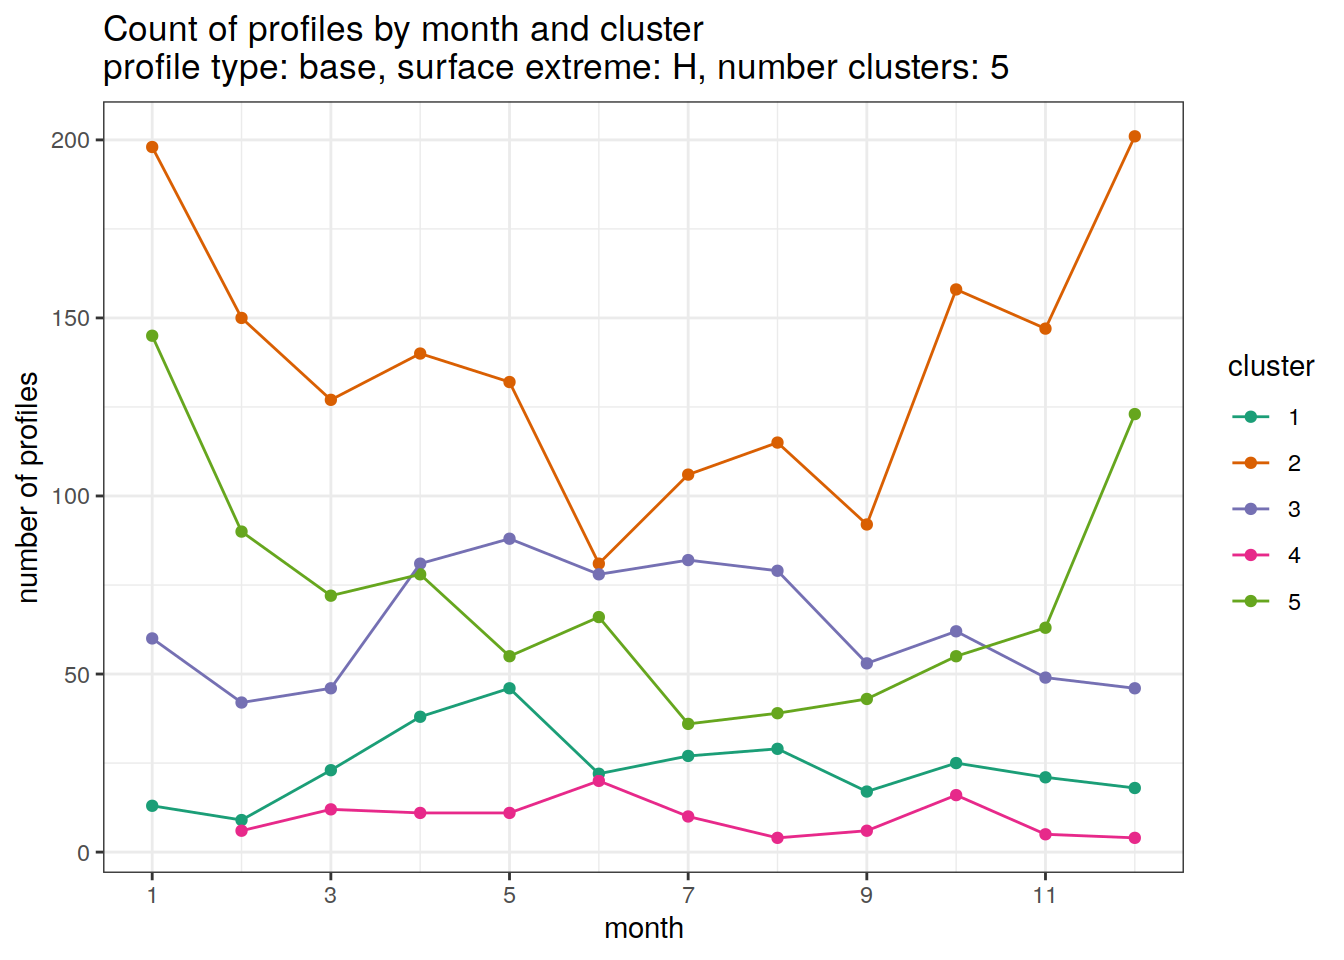 Count of profiles by month and cluster
profile type: base, surface extreme: H, number clusters: 5
200
150
100
50
0
number of profiles
1 3 5 7 9 11
month
cluster
1
2
3
4
5